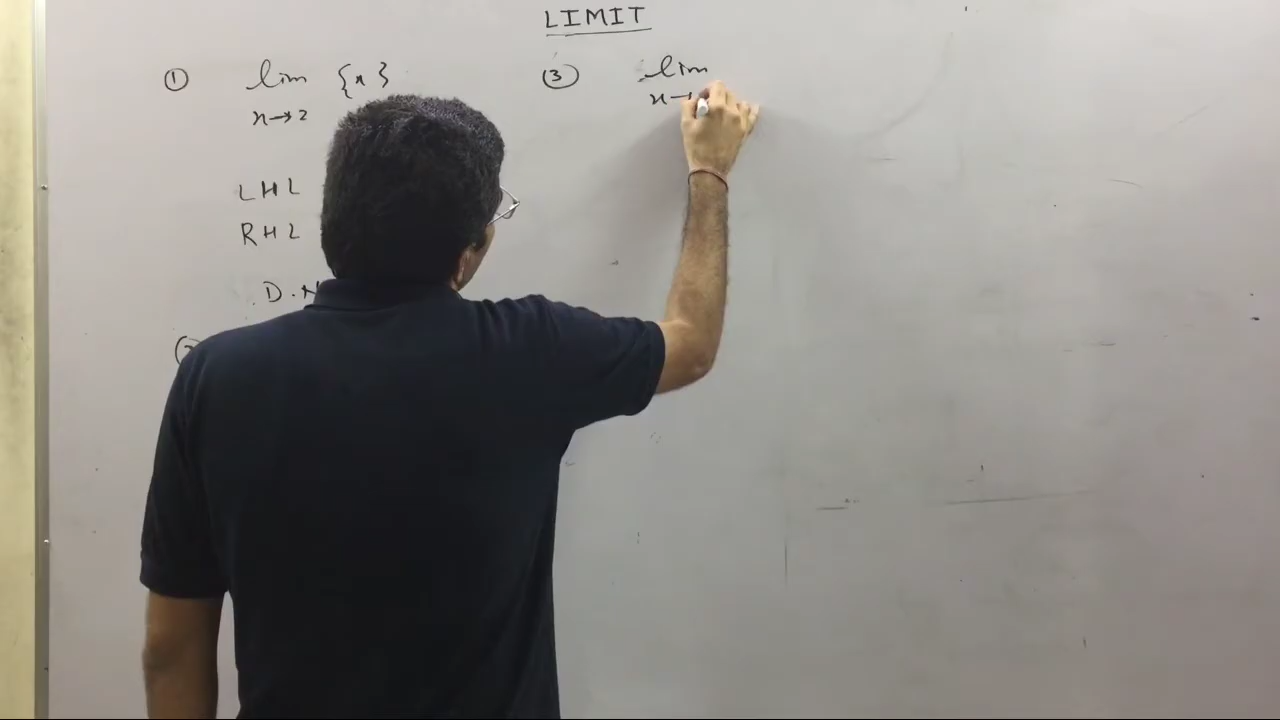 LIMIT
① lim {x}
x→2
LHL
RHL
D.N
③ lim
x→